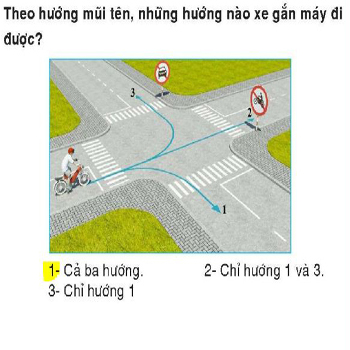 Theo hướng mũi tên, những hướng nào xe gắn máy đi
được?
3
2
1
1- Cả ba hướng. 2- Chỉ hướng 1 và 3.
3- Chỉ hướng 1